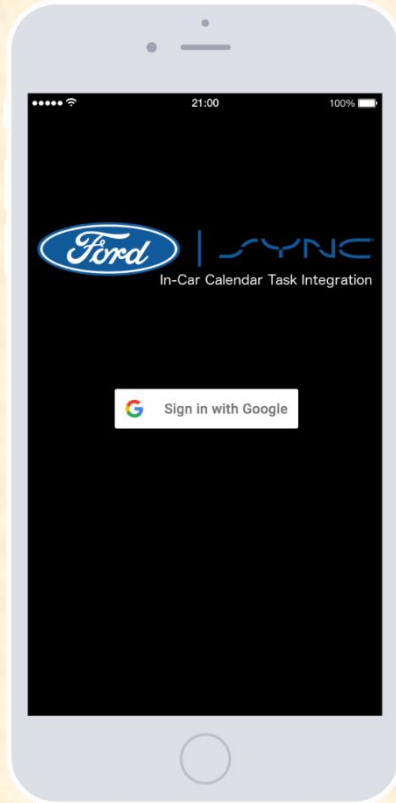 21:00
100%
Ford | SYNC
In-Car Calendar Task Integration
G Sign in with Google